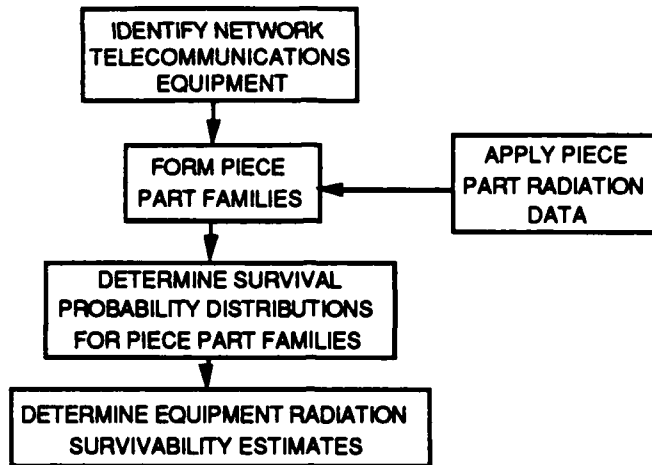 IDENTIFY NETWORK
TELECOMMUNICATIONS
EQUIPMENT
FORM PIECE
PART FAMILIES
APPLY PIECE
PART RADIATION
DATA
DETERMINE SURVIVAL
PROBABILITY DISTRIBUTIONS
FOR PIECE PART FAMILIES
DETERMINE EQUIPMENT RADIATION
SURVIVABILITY ESTIMATES